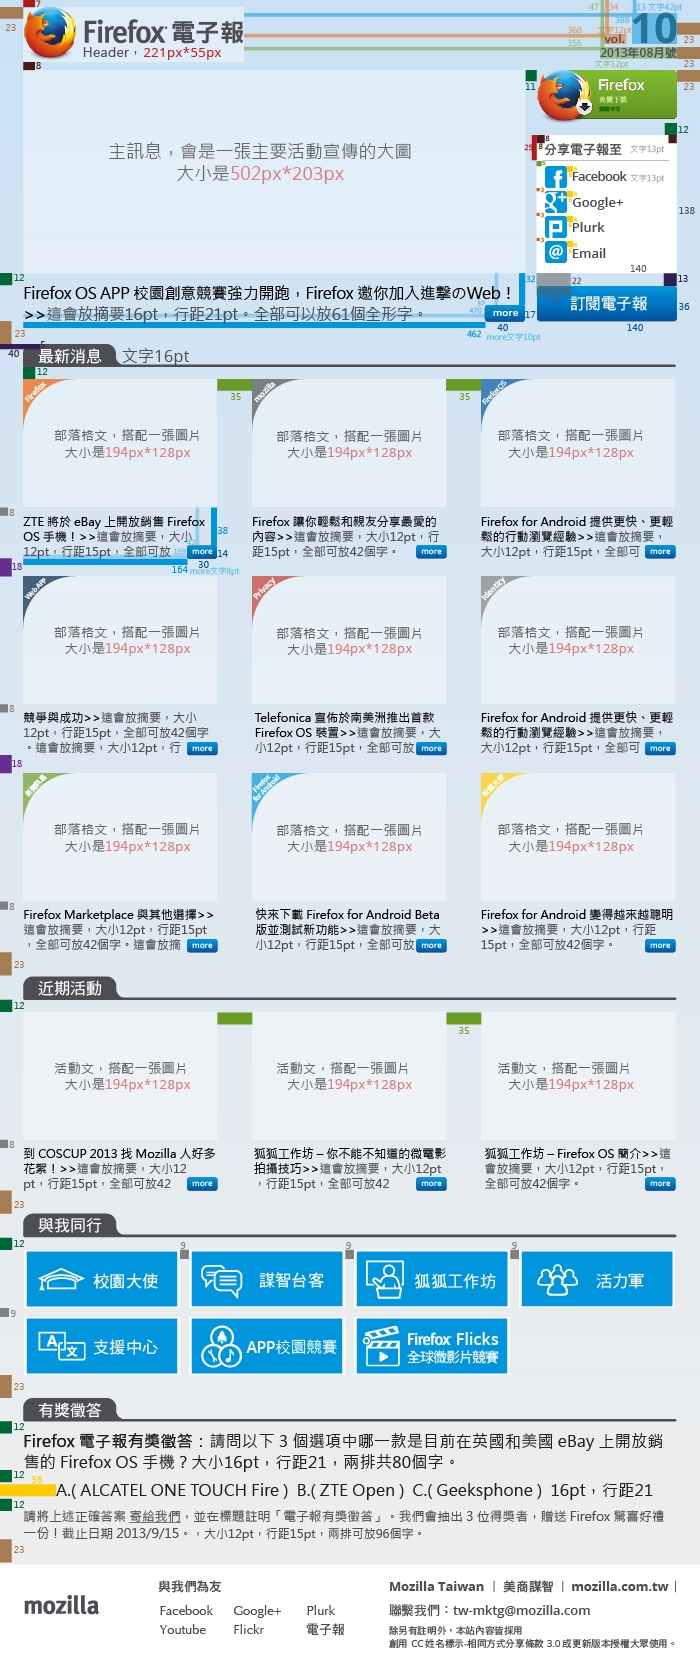 7
23
Firefox 電子報
Header，221px*55px
8
47 34 13 文字42pt
388
360 文字12pt
356
vol. 10
2013年08月號
文字12pt
23
23
23
11
Firefox
免費下載
12
主訊息，會是一張主要活動宣傳的大圖
大小是502px*203px
8
25 8 分享電子報至 文字13pt
Facebook 文字13pt
Google+
Plurk
Email
138
140
12
32
22
13
Firefox OS APP 校園創意競賽強力開跑，Firefox 邀你加入進擊のWeb！
>>這會放摘要16pt，行距21pt。全部可以放61個全形字。
470 more 17
訂閱電子報 36
23
462 40 more文字10pt
140
5
40
最新消息 文字16pt
12
35 35
Firefox
mozilla
Firefox OS
部落格文，搭配一張圖片
大小是194px*128px
部落格文，搭配一張圖片
大小是194px*128px
部落格文，搭配一張圖片
大小是194px*128px
8
ZTE 將於 eBay 上開放銷售 Firefox
OS 手機！>>這會放摘要，大小
12pt，行距15pt，全部可放 more
38
14
164 30 more文字8pt
Firefox 讓你輕鬆和親友分享最愛的
內容>>這會放摘要，大小12pt，行
距15pt，全部可放42個字。 more
Firefox for Android 提供更快、更輕
鬆的行動瀏覽經驗>>這會放摘要，
大小12pt，行距15pt，全部可 more
18
Web APP
Privacy
Identity
部落格文，搭配一張圖片
大小是194px*128px
部落格文，搭配一張圖片
大小是194px*128px
部落格文，搭配一張圖片
大小是194px*128px
8
競爭與成功>>這會放摘要，大小
12pt，行距15pt，全部可放42個字
。這會放摘要，大小12pt，行 more
Telefonica 宣佈於南美洲推出首款
Firefox OS 裝置>>這會放摘要，大
小12pt，行距15pt，全部可放 more
Firefox for Android 提供更快、更輕
鬆的行動瀏覽經驗>>這會放摘要，
大小12pt，行距15pt，全部可 more
18
Firefox
for Android
部落格文，搭配一張圖片
大小是194px*128px
部落格文，搭配一張圖片
大小是194px*128px
部落格文，搭配一張圖片
大小是194px*128px
8
Firefox Marketplace 與其他選擇>>
這會放摘要，大小12pt，行距15pt
，全部可放42個字。這會放摘 more
快來下載 Firefox for Android Beta
版並測試新功能>>這會放摘要，大
小12pt，行距15pt，全部可放 more
Firefox for Android 變得越來越聰明
>>這會放摘要，大小12pt，行距
15pt，全部可放42個字。 more
23
近期活動
12
35
活動文，搭配一張圖片
大小是194px*128px
活動文，搭配一張圖片
大小是194px*128px
活動文，搭配一張圖片
大小是194px*128px
8
到 COSCUP 2013 找 Mozilla 人好多
花絮！>>這會放摘要，大小12
pt，行距15pt，全部可放42 more
狐狐工作坊 – 你不能不知道的微電影
拍攝技巧>>這會放摘要，大小12pt
，行距15pt，全部可放42 more
狐狐工作坊 – Firefox OS 簡介>>這
會放摘要，大小12pt，行距15pt，
全部可放42個字。 more
23
與我同行
12
9 9 9
校園大使
謀智台客
狐狐工作坊
活力軍
9
支援中心
APP校園競賽
Firefox Flicks
全球微影片競賽
23
有獎徵答
12
Firefox 電子報有獎徵答：請問以下 3 個選項中哪一款是目前在英國和美國 eBay 上開放銷
售的 Firefox OS 手機？大小16pt，行距21，兩排共80個字。
12
56
A.( ALCATEL ONE TOUCH Fire ) B.( ZTE Open ) C.( Geeksphone ) 16pt，行距21
12
請將上述正確答案 寄給我們，並在標題註明「電子報有獎徵答」。我們會抽出 3 位得獎者，贈送 Firefox 驚喜好禮
一份！截止日期 2013/9/15。，大小12pt，行距15pt，兩排可放96個字。
23
mozilla
與我們為友
Facebook Google+ Plurk
Youtube Flickr 電子報
Mozilla Taiwan | 美商謀智 | mozilla.com.tw |
聯繫我們：tw-mktg@mozilla.com
除另有註明外，本站內容皆採用
創用 CC 姓名標示-相同方式分享條款 3.0 或更新版本授權大眾使用。